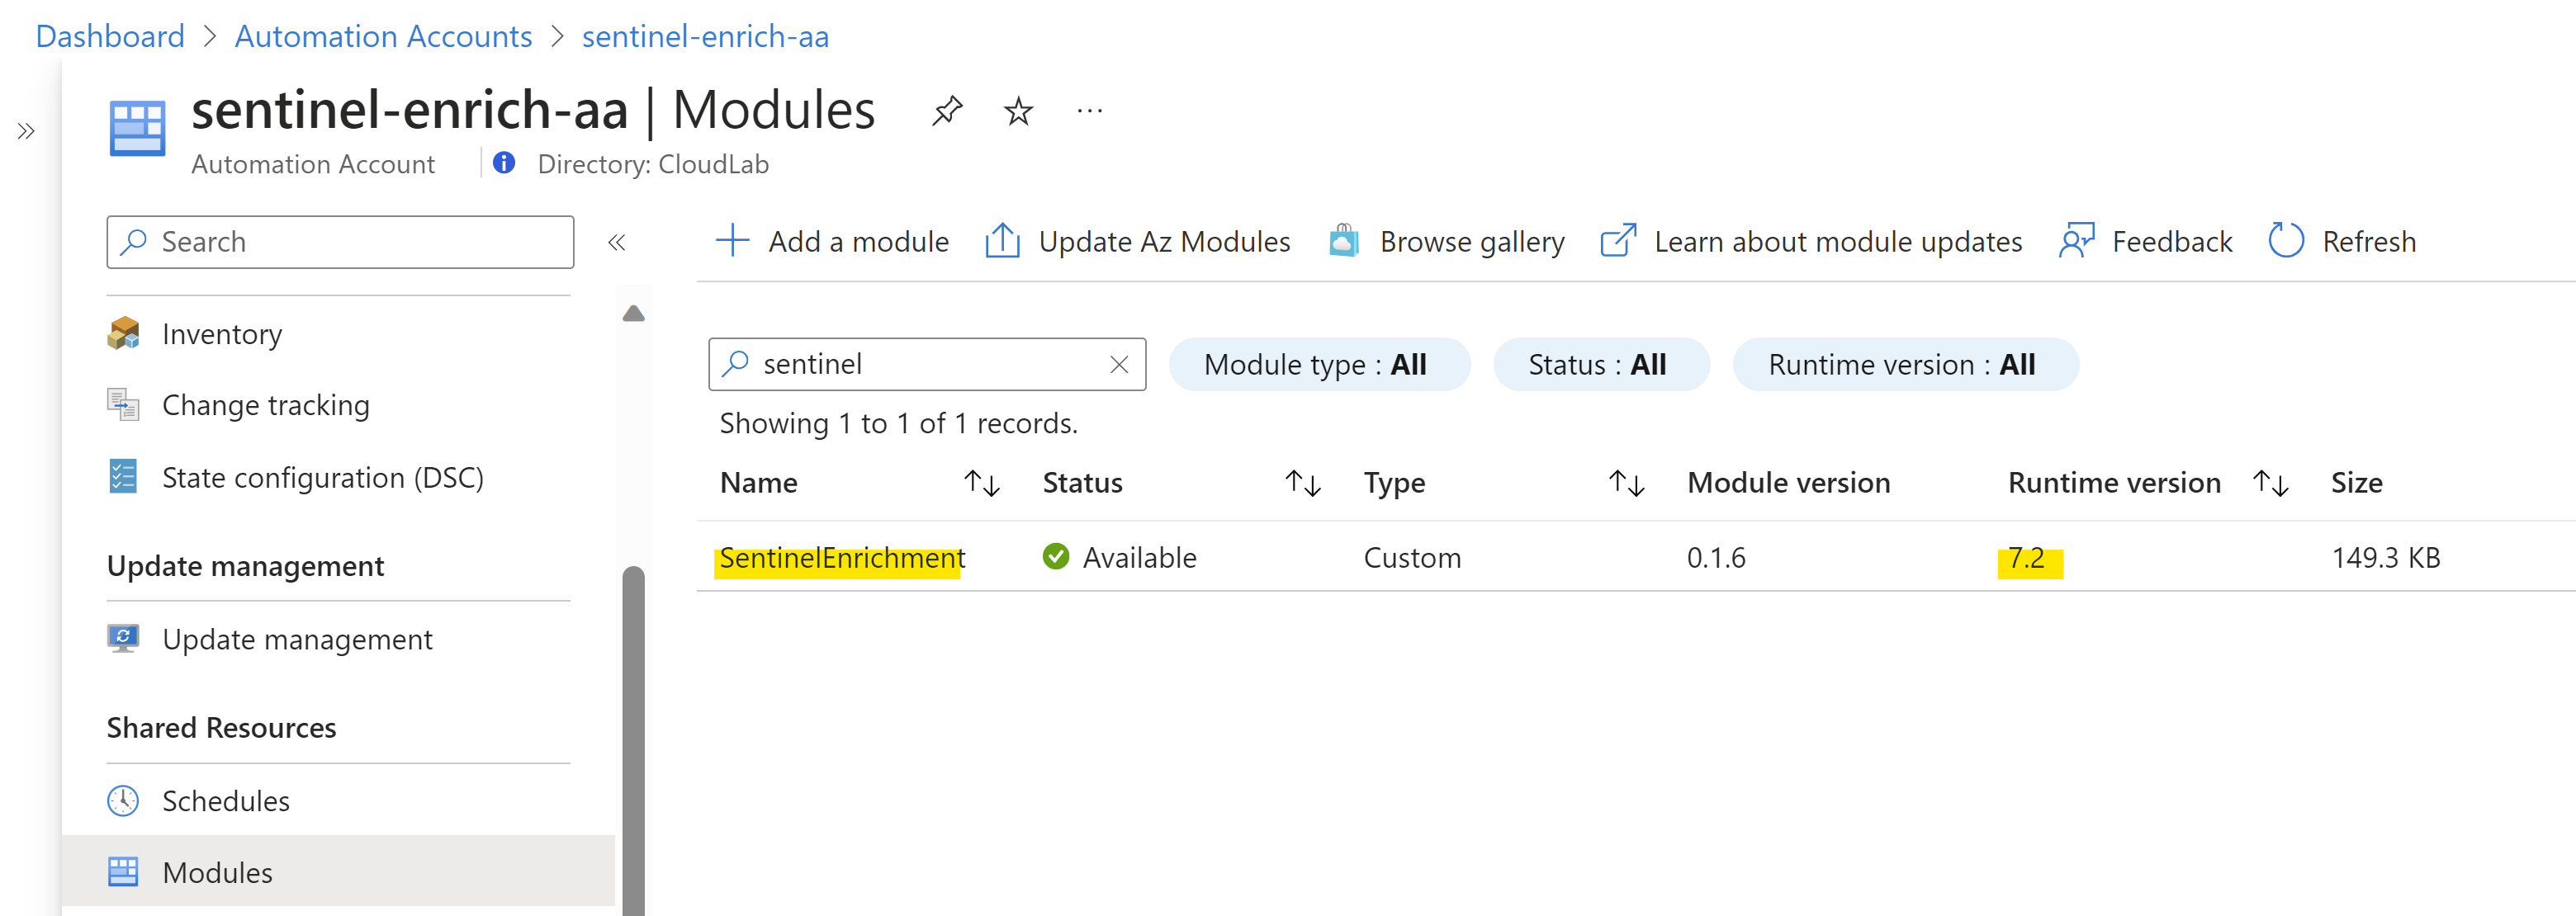 Dashboard > Automation Accounts > sentinel-enrich-aa
sentinel-enrich-aa | Modules ...
Automation Account Directory: CloudLab
Search
Inventory
Change tracking
State configuration (DSC)
Update management
Update management
Shared Resources
Schedules
Modules
Add a module Update Az Modules Browse gallery Learn about module updates Feedback Refresh
sentinel Module type : All Status : All Runtime version : All
Showing 1 to 1 of 1 records.
Name Status Type Module version Runtime version Size
SentinelEnrichment Available Custom 0.1.6 7.2 149.3 KB